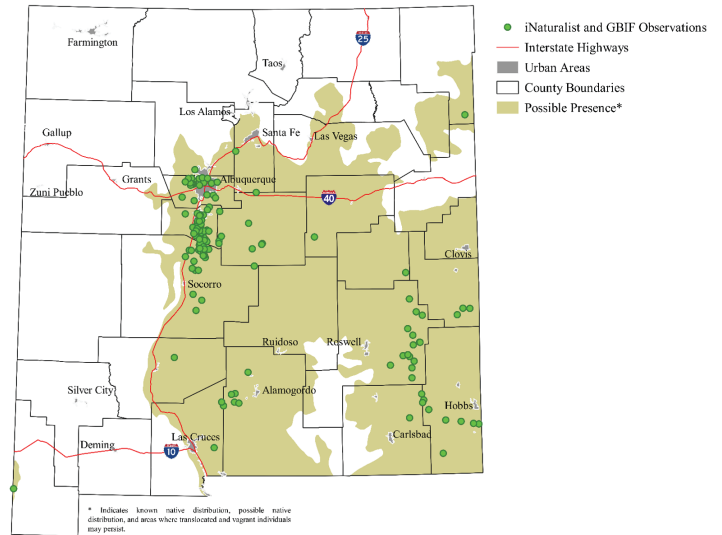 iNaturalist and GBIF Observations
Interstate Highways
Urban Areas
County Boundaries
Possible Presence*
Farmington
25
Taos
Los Alamos
Gallup
Santa Fe
Las Vegas
Grants
Albuquerque
Zuni Pueblo
40
Clovis
Socorro
Ruidoso
Roswell
Silver City
Alamogordo
Hobbs
Las Cruces
Carlsbad
Deming
10
* Indicates known native distribution, possible native
distribution, and areas where translocated and vagrant individuals
may persist.